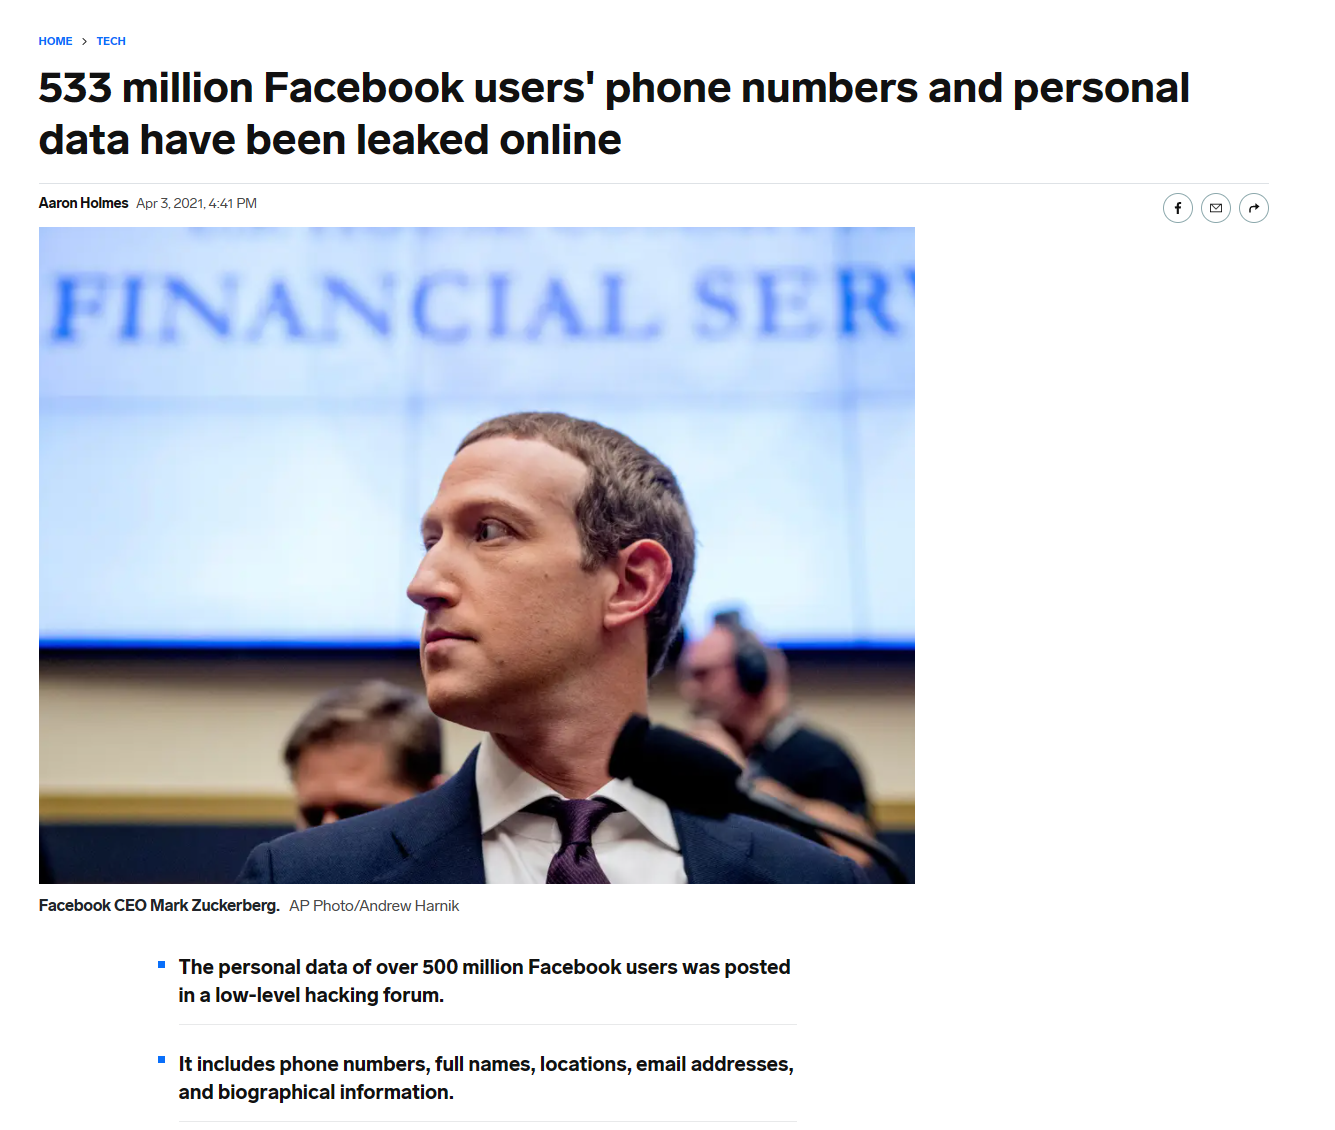 HOME > TECH
533 million Facebook users' phone numbers and personal
data have been leaked online
Aaron Holmes Apr 3, 2021, 4:41 PM
FINANCIAL SERV
Facebook CEO Mark Zuckerberg. AP Photo/Andrew Harnik
The personal data of over 500 million Facebook users was posted
in a low-level hacking forum.
It includes phone numbers, full names, locations, email addresses,
and biographical information.